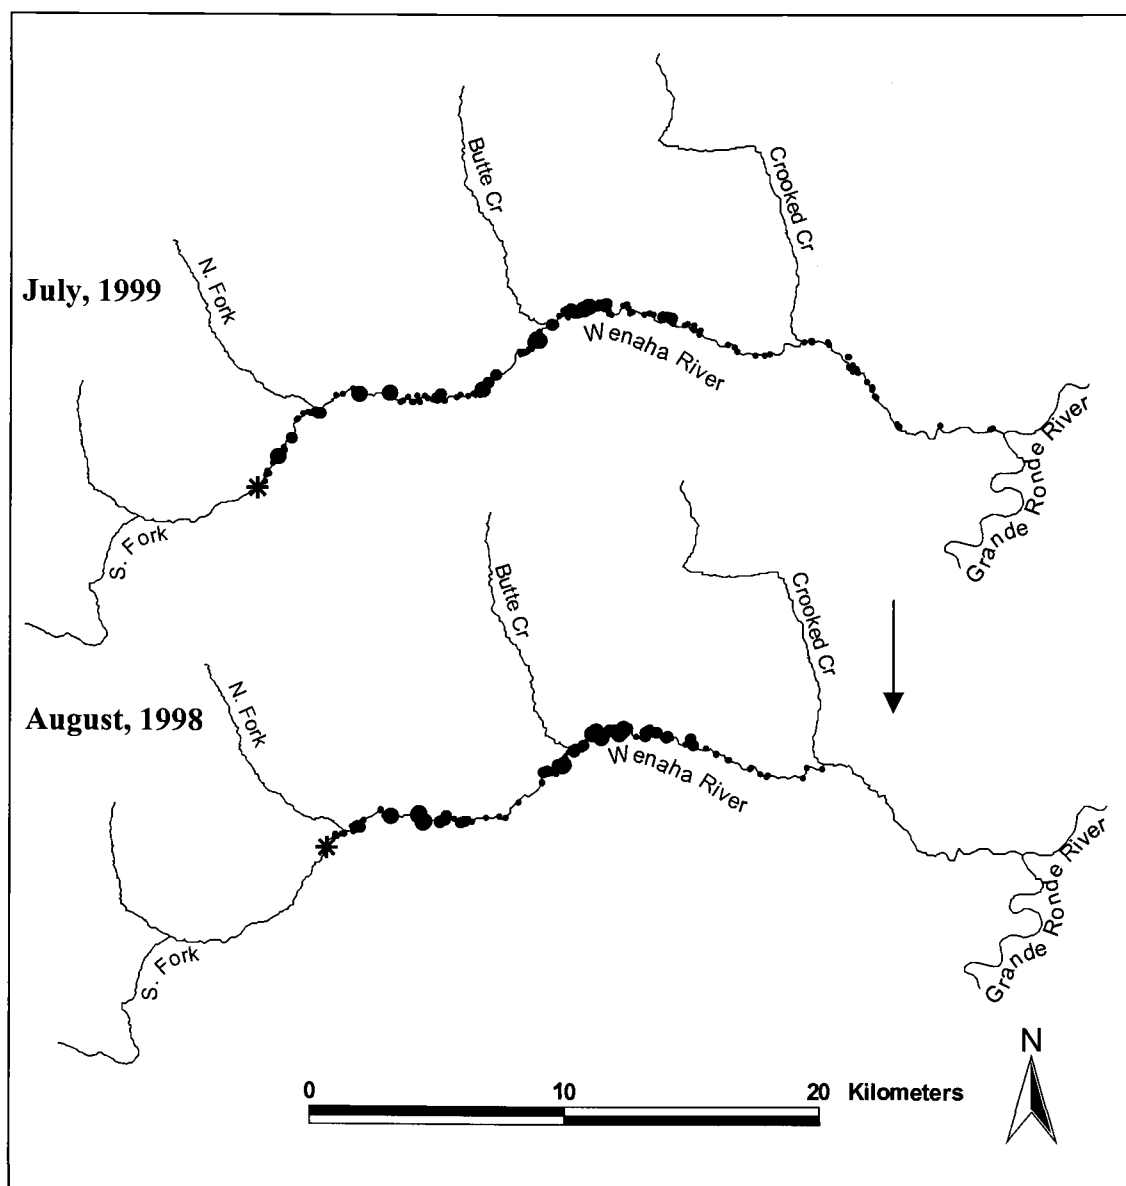 Butte Cr
Crooked Cr
N. Fork
July, 1999
Wenaha River
S. Fork
Grande Ronde River
Butte Cr
Crooked Cr
N. Fork
August, 1998
Wenaha River
S. Fork
Grande Ronde River
N
0 10 20 Kilometers